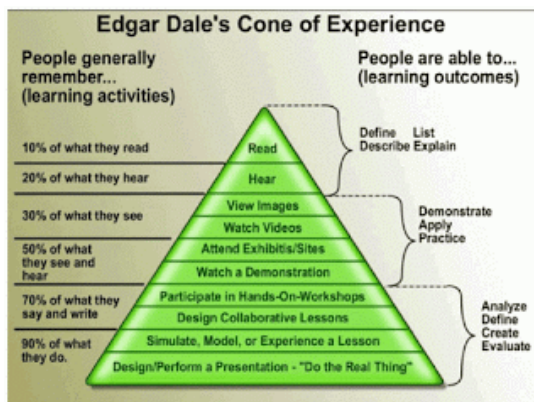 Edgar Dale's Cone of Experience
People generally
remember...
(learning activities)
People are able to...
(learning outcomes)
10% of what they read
20% of what they hear
30% of what they see
50% of what
they see and
hear
70% of what they
say and write
90% of what
they do.
Read
Hear
View Images
Watch Videos
Attend Exhibitis/Sites
Watch a Demonstration
Participate in Hands-On-Workshops
Design Collaborative Lessons
Simulate, Model, or Experience a Lesson
Design/Perform a Presentation - "Do the Real Thing"
Define List
Describe Explain
Demonstrate
Apply
Practice
Analyze
Define
Create
Evaluate